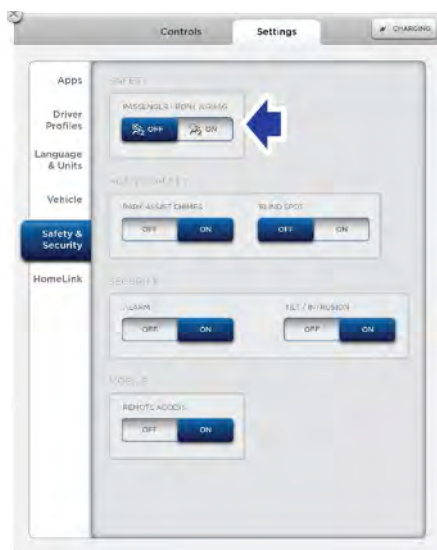 Controls
Settings
CHARGING
Apps
Driver
Profiles
Language
& Units
Vehicle
Safety &
Security
HomeLink
SAFETY
PASSENGER FRONT AIRBAG
OFF ON
PARK ASSIST CHIMES
OFF ON
BLIND SPOT
OFF ON
SECURITY
ALARM
OFF ON
TILT / INTRUSION
OFF ON
MOBILE
REMOTE ACCESS
OFF ON